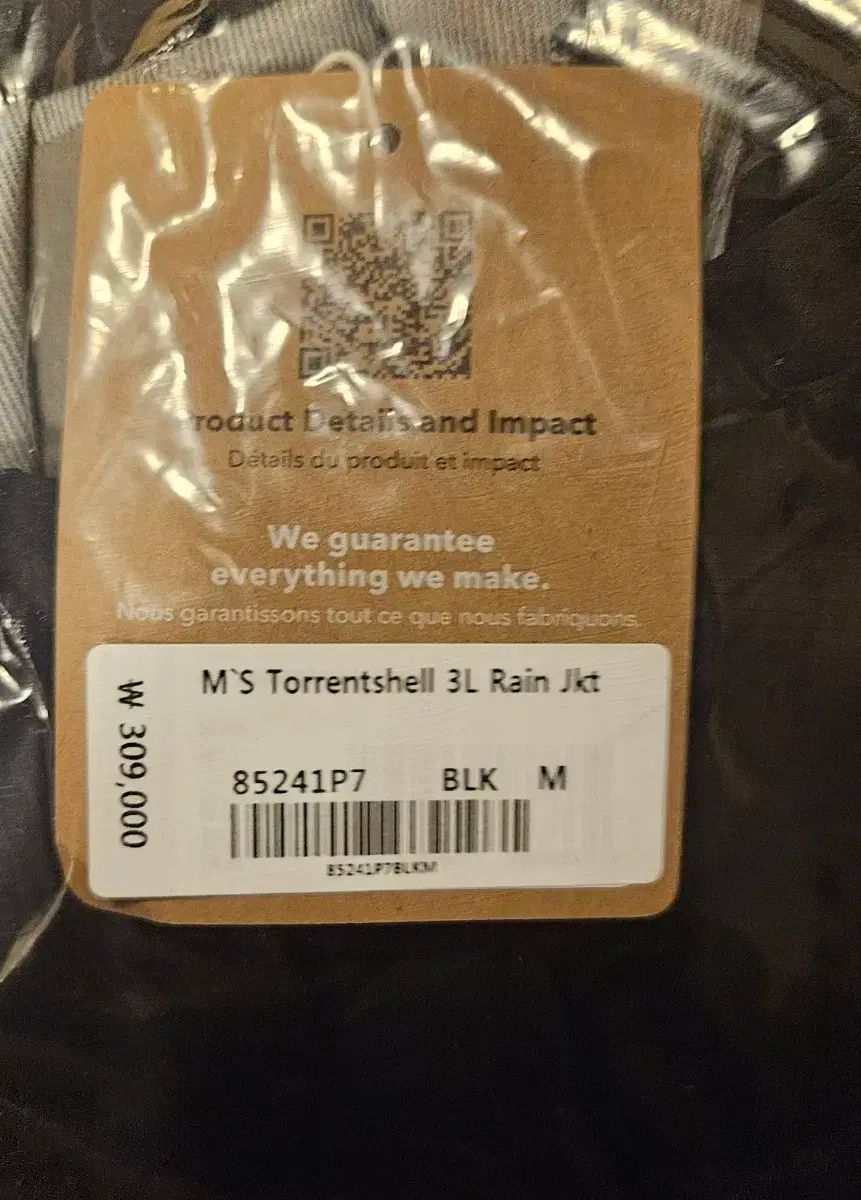 Product Details and Impact
Détails du produit et impact
We guarantee
everything we make.
Nous garantissons tout ce que nous fabriquons.
₩ 309,000
M`S Torrentshell 3L Rain Jkt
85241P7 BLK M
85241P7BLKM